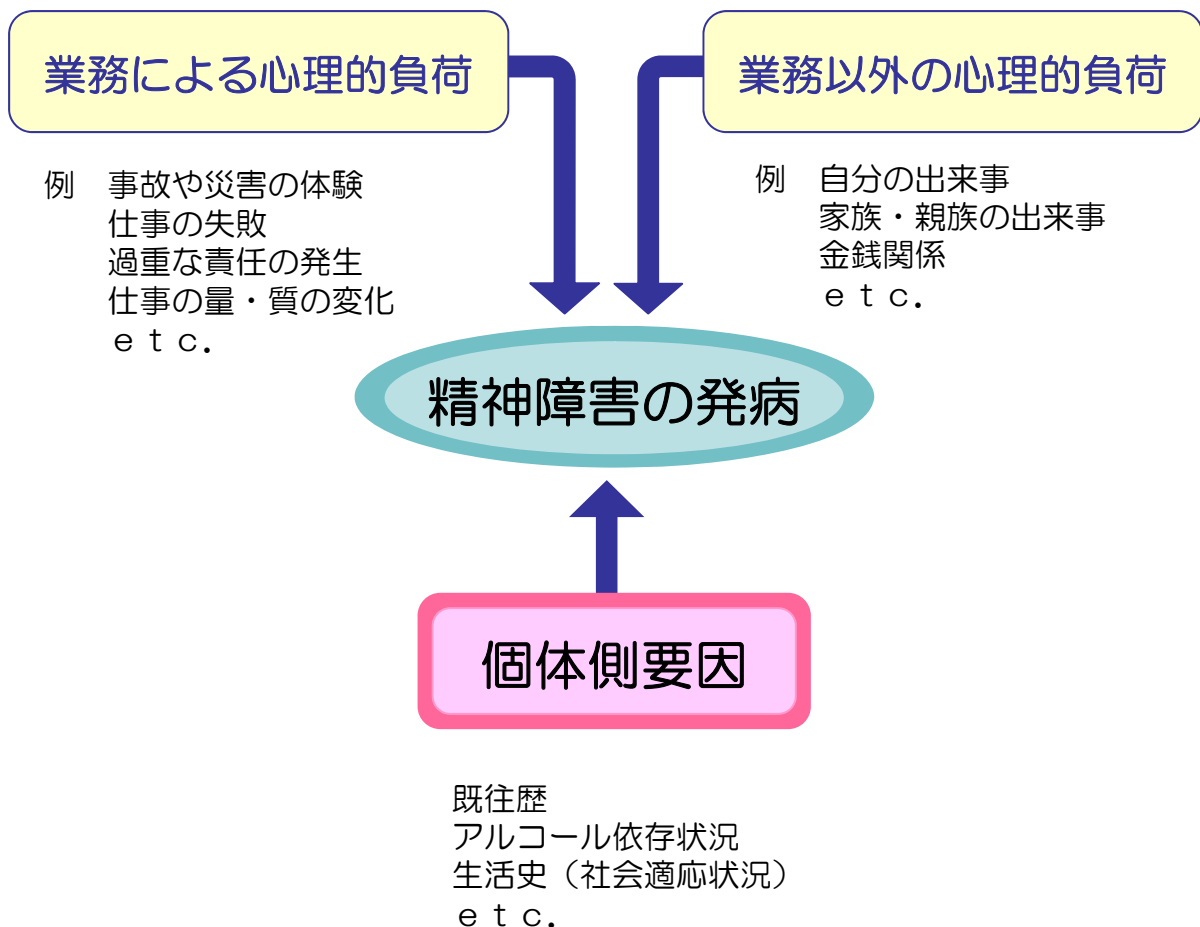 業務による心理的負荷
業務以外の心理的負荷
例 事故や災害の体験
仕事の失敗
過重な責任の発生
仕事の量・質の変化
ｅｔｃ．
例 自分の出来事
家族・親族の出来事
金銭関係
ｅｔｃ．
精神障害の発病
個体側要因
既往歴
アルコール依存状況
生活史（社会適応状況）
ｅｔｃ．